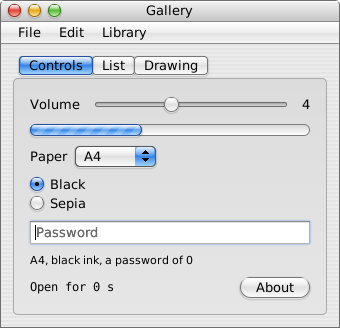 Gallery
File Edit Library
Controls List Drawing
Volume 4
Paper A4
Black
Sepia
Password
A4, black ink, a password of 0
Open for 0 s About